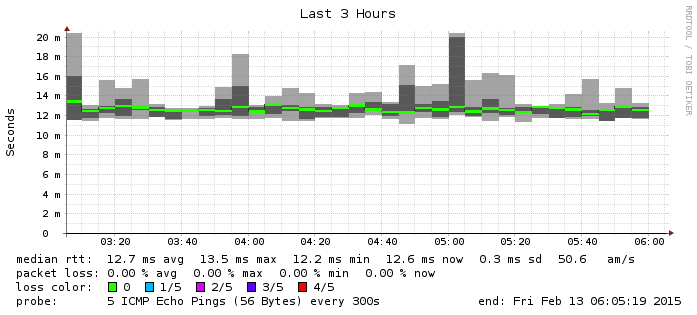 Last 3 Hours
RRDTOOL / TOBI OETIKER
Seconds
20 m
18 m
16 m
14 m
12 m
10 m
8 m
6 m
4 m
2 m
0
03:20 03:40 04:00 04:20 04:40 05:00 05:20 05:40 06:00
median rtt: 12.7 ms avg 13.5 ms max 12.2 ms min 12.6 ms now 0.3 ms sd 50.6 am/s
packet loss: 0.00 % avg 0.00 % max 0.00 % min 0.00 % now
loss color: 0 1/5 2/5 3/5 4/5
probe: 5 ICMP Echo Pings (56 Bytes) every 300s end: Fri Feb 13 06:05:19 2015